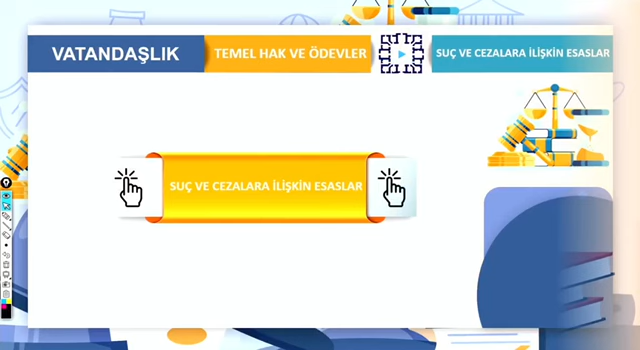 VATANDAŞLIK
TEMEL HAK VE ÖDEVLER
SUÇ VE CEZALARA İLİŞKİN ESASLAR
SUÇ VE CEZALARA İLİŞKİN ESASLAR